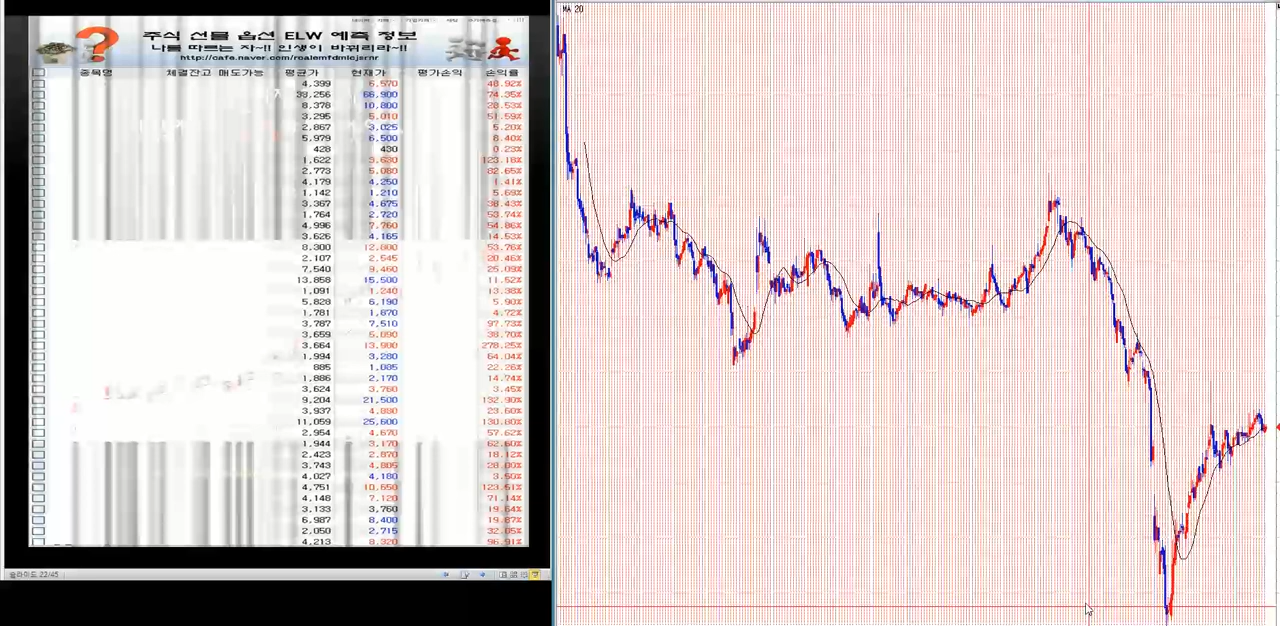 MA 20
주식 선물 옵션 ELW 예측 정보
나를 따르는 자~!! 인생이 바뀌리라~!!
종목명 체결잔고 매도가능 평균가 현재가 평가손익 손익률
4,399 6,570 48.92%
38,256 66,900 74.35%
8,378 10,800 28.53%
3,295 5,010 51.59%
2,867 3,025 5.20%
5,979 6,500 8.40%
428 430 0.23%
1,622 3,630 123.18%
2,773 5,080 82.65%
4,179 4,250 1.41%
1,142 1,210 5.69%
3,367 4,675 38.43%
1,764 2,720 53.74%
4,996 7,760 54.86%
3,626 4,165 14.53%
8,300 12,800 53.76%
2,107 2,545 20.46%
7,540 9,460 25.09%
13,858 15,500 11.52%
1,091 1,240 13.38%
5,828 6,190 5.90%
1,781 1,870 4.72%
3,787 7,510 97.73%
3,659 5,090 38.70%
3,664 13,900 278.25%
1,994 3,280 64.04%
885 1,085 22.26%
1,886 2,170 14.74%
3,624 3,760 3.45%
9,204 21,500 132.90%
3,937 4,880 23.60%
11,059 25,600 130.80%
2,954 4,670 57.62%
1,944 3,170 62.60%
2,423 2,870 18.12%
3,743 4,805 28.00%
4,027 4,180 3.50%
4,751 10,650 123.51%
4,148 7,120 71.14%
3,133 3,760 19.64%
6,987 8,400 19.87%
2,050 2,715 32.05%
4,213 8,320 96.91%
슬라이드 22/45